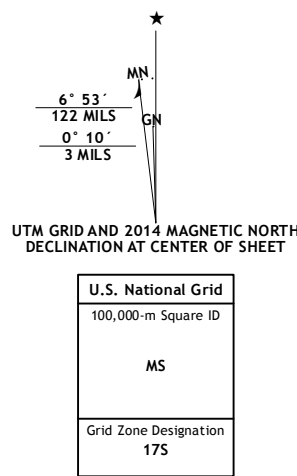 ★
MN
6° 53´
122 MILS
GN
0° 10´
3 MILS
UTM GRID AND 2014 MAGNETIC NORTH
DECLINATION AT CENTER OF SHEET
U.S. National Grid
100,000-m Square ID
MS
Grid Zone Designation
17S